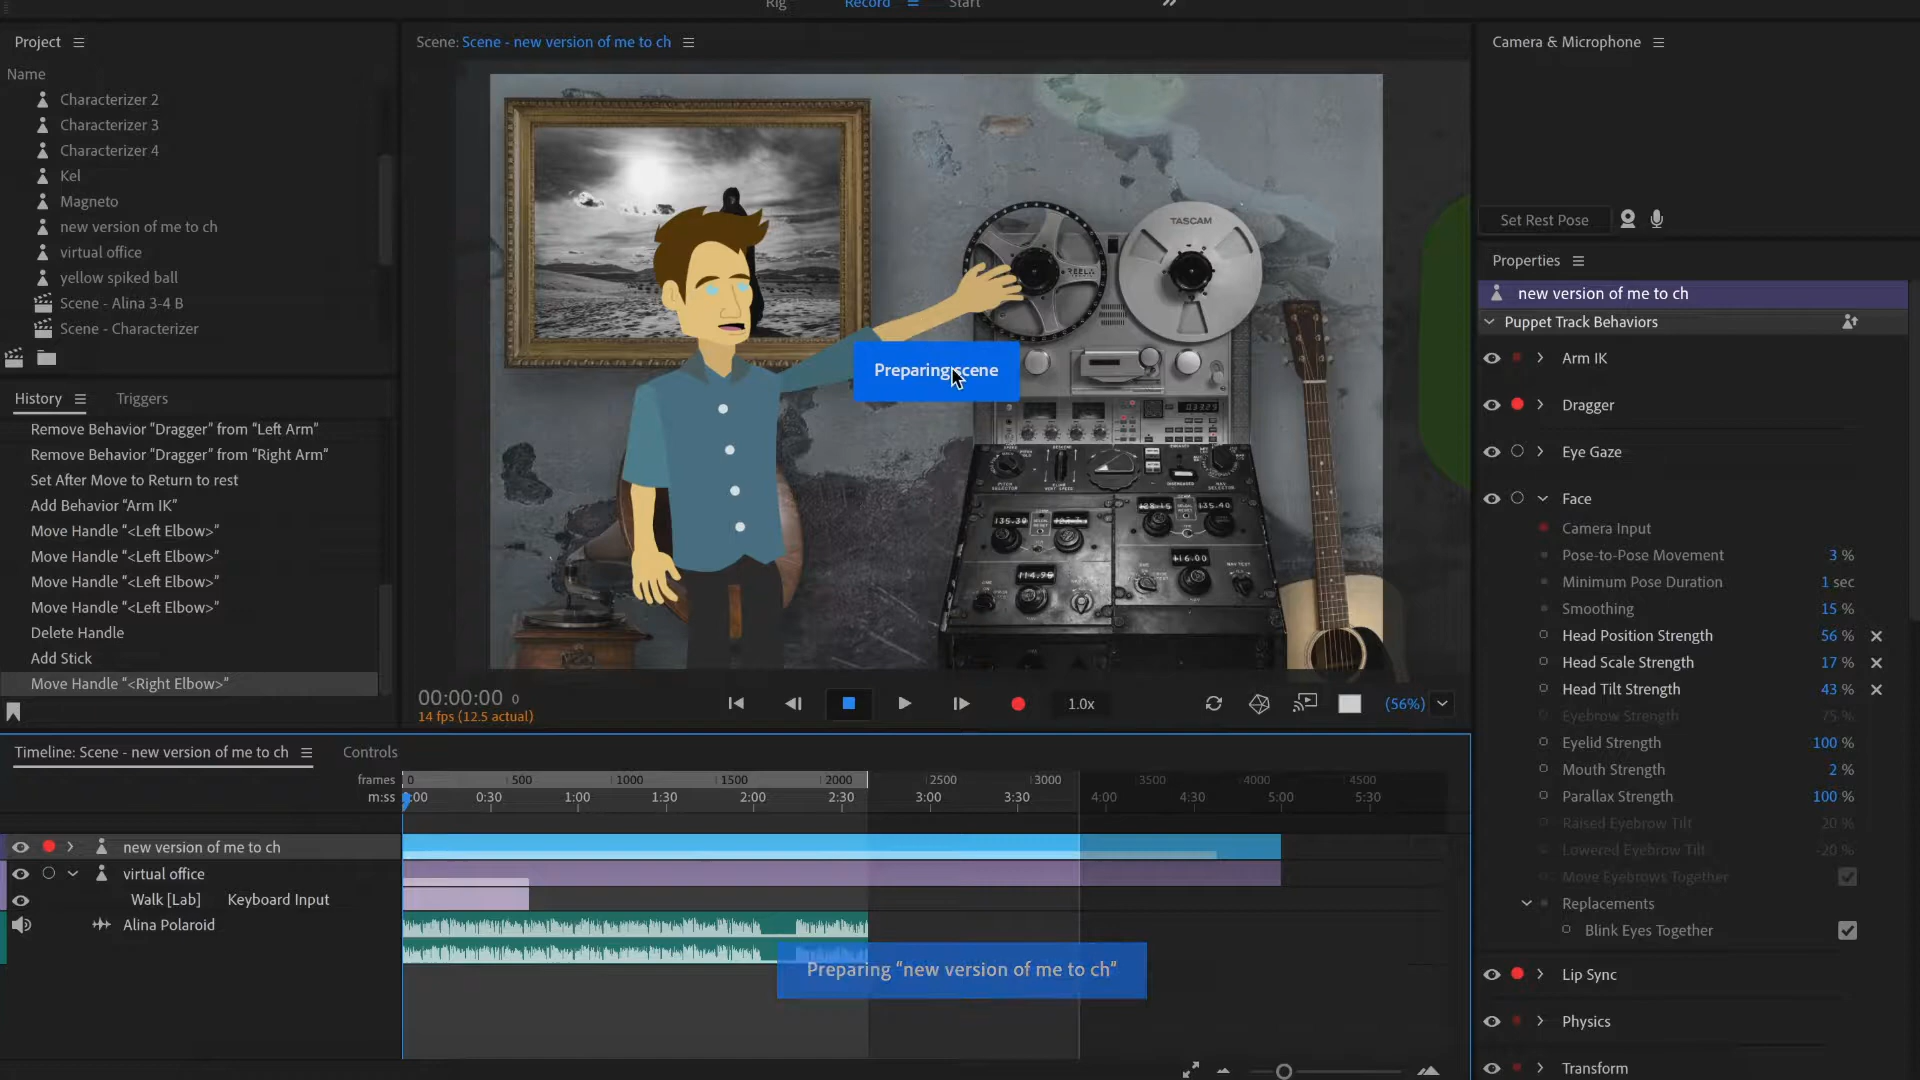 Rig Record Start
Project
Name
Characterizer 2
Characterizer 3
Characterizer 4
Kel
Magneto
new version of me to ch
virtual office
yellow spiked ball
Scene - Alina 3-4 B
Scene - Characterizer
History Triggers
Remove Behavior "Dragger" from "Left Arm"
Remove Behavior "Dragger" from "Right Arm"
Set After Move to Return to rest
Add Behavior "Arm IK"
Move Handle "<Left Elbow>"
Move Handle "<Left Elbow>"
Move Handle "<Left Elbow>"
Move Handle "<Left Elbow>"
Delete Handle
Add Stick
Move Handle "<Right Elbow>"
Scene: Scene - new version of me to ch
TASCAM
Preparing scene
135.30
128.15 135.40
116.00
114.95
00:00:00 0
14 fps (12.5 actual)
1.0x
(56%)
Camera & Microphone
Set Rest Pose
Properties
new version of me to ch
Puppet Track Behaviors
Arm IK
Dragger
Eye Gaze
Face
Camera Input
Pose-to-Pose Movement 3 %
Minimum Pose Duration 1 sec
Smoothing 15 %
Head Position Strength 56 %
Head Scale Strength 17 %
Head Tilt Strength 43 %
Eyebrow Strength 75 %
Eyelid Strength 100 %
Mouth Strength 2 %
Parallax Strength 100 %
Raised Eyebrow Tilt 20 %
Lowered Eyebrow Tilt -20 %
Move Eyebrows Together
Replacements
Blink Eyes Together
Lip Sync
Physics
Transform
Timeline: Scene - new version of me to ch Controls
frames 0 500 1000 1500 2000 2500 3000 3500 4000 4500
m:ss :00 0:30 1:00 1:30 2:00 2:30 3:00 3:30 4:00 4:30 5:00 5:30
new version of me to ch
virtual office
Walk [Lab] Keyboard Input
Alina Polaroid
Preparing "new version of me to ch"